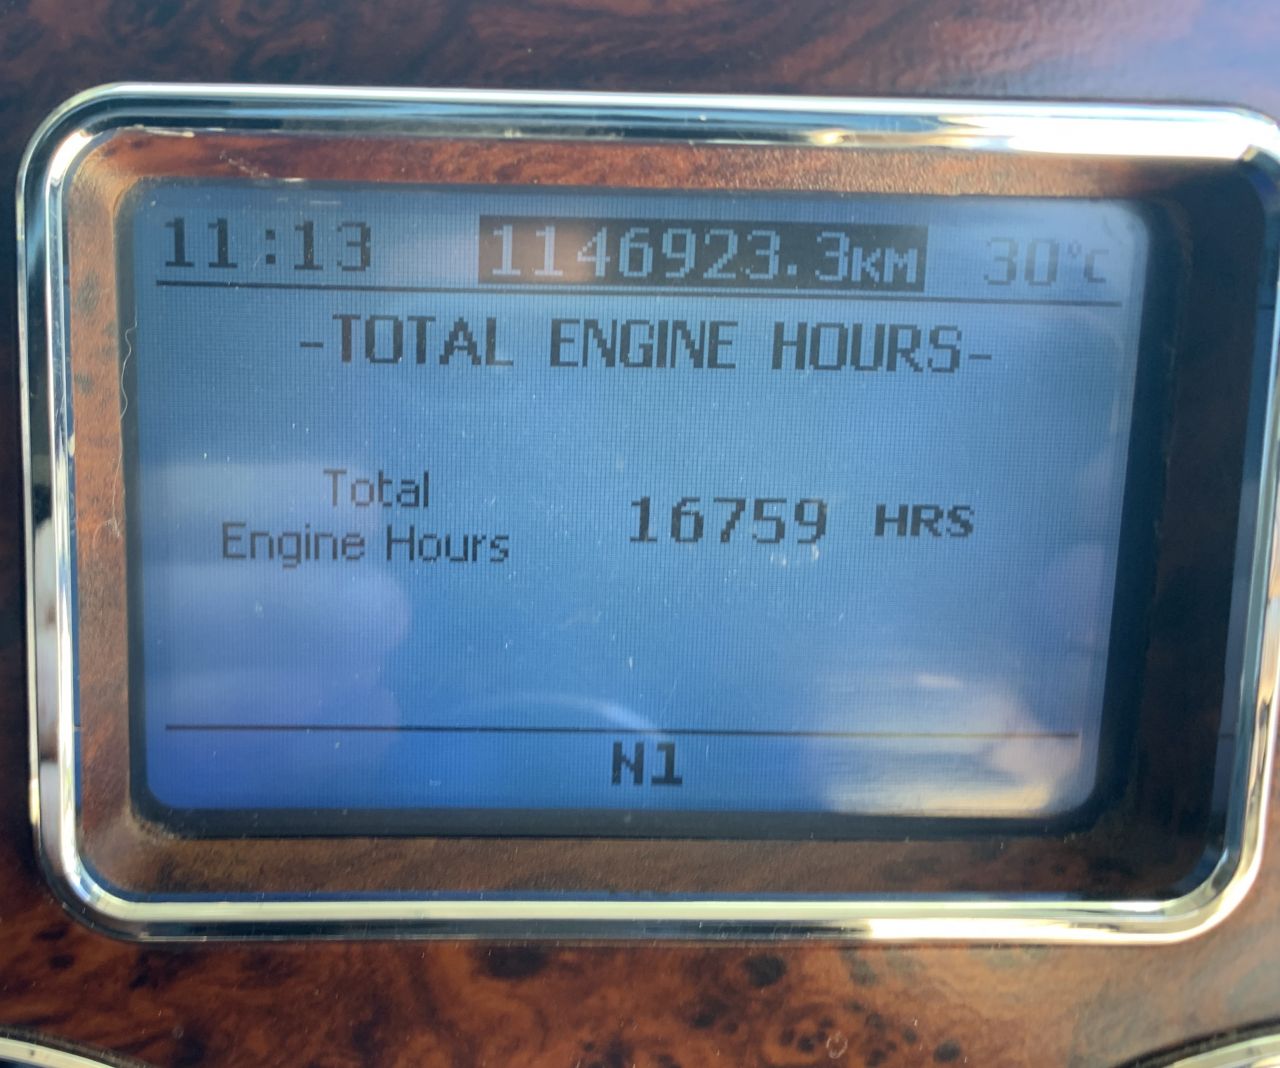 11:13 1146923.3KM 30°C
-TOTAL ENGINE HOURS-
Total
Engine Hours
16759 HRS
N1